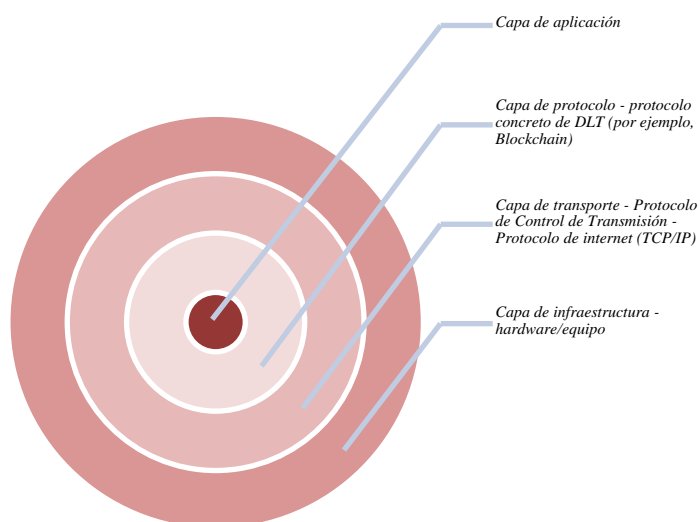 Capa de aplicación
Capa de protocolo - protocolo
concreto de DLT (por ejemplo,
Blockchain)
Capa de transporte - Protocolo
de Control de Transmisión -
Protocolo de internet (TCP/IP)
Capa de infraestructura -
hardware/equipo